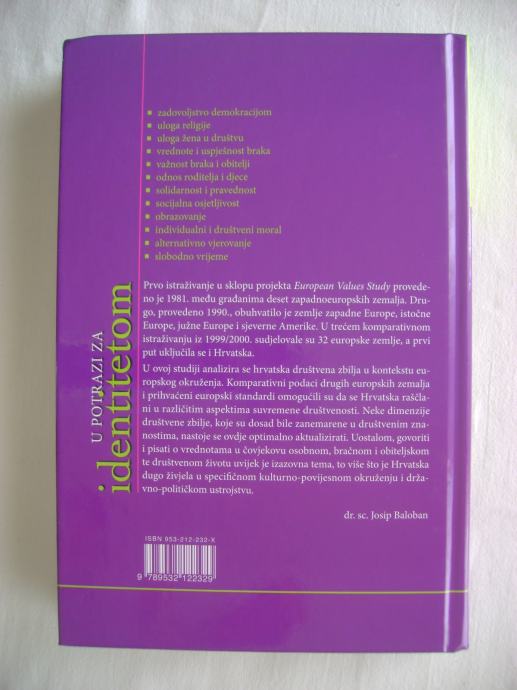 zadovoljstvo demokracijom
uloga religije
uloga žena u društvu
vrednote i uspješnost braka
važnost braka i obitelji
odnos roditelja i djece
solidarnost i pravednost
socijalna osjetljivost
obrazovanje
individualni i društveni moral
alternativno vjerovanje
slobodno vrijeme
U POTRAZI ZA
identitetom
Prvo istraživanje u sklopu projekta European Values Study provede-
no je 1981. među građanima deset zapadnoeuropskih zemalja. Dru-
go, provedeno 1990., obuhvatilo je zemlje zapadne Europe, istočne
Europe, južne Europe i sjeverne Amerike. U trećem komparativnom
istraživanju iz 1999/2000. sudjelovale su 32 europske zemlje, a prvi
put uključila se i Hrvatska.
U ovoj studiji analizira se hrvatska društvena zbilja u kontekstu eu-
ropskog okruženja. Komparativni podaci drugih europskih zemalja
i prihvaćeni europski standardi omogućili su da se Hrvatska raščla-
ni u različitim aspektima suvremene društvenosti. Neke dimenzije
društvene zbilje, koje su dosad bile zanemarene u društvenim zna-
nostima, nastoje se ovdje optimalno aktualizirati. Uostalom, govoriti
i pisati o vrednotama u čovjekovu osobnom, bračnom i obiteljskom
te društvenom životu uvijek je izazovna tema, to više što je Hrvatska
dugo živjela u specifičnom kulturno-povijesnom okruženju i drža-
vno-političkom ustrojstvu.
dr. sc. Josip Baloban
ISBN 953-212-232-X
9 789532 122329